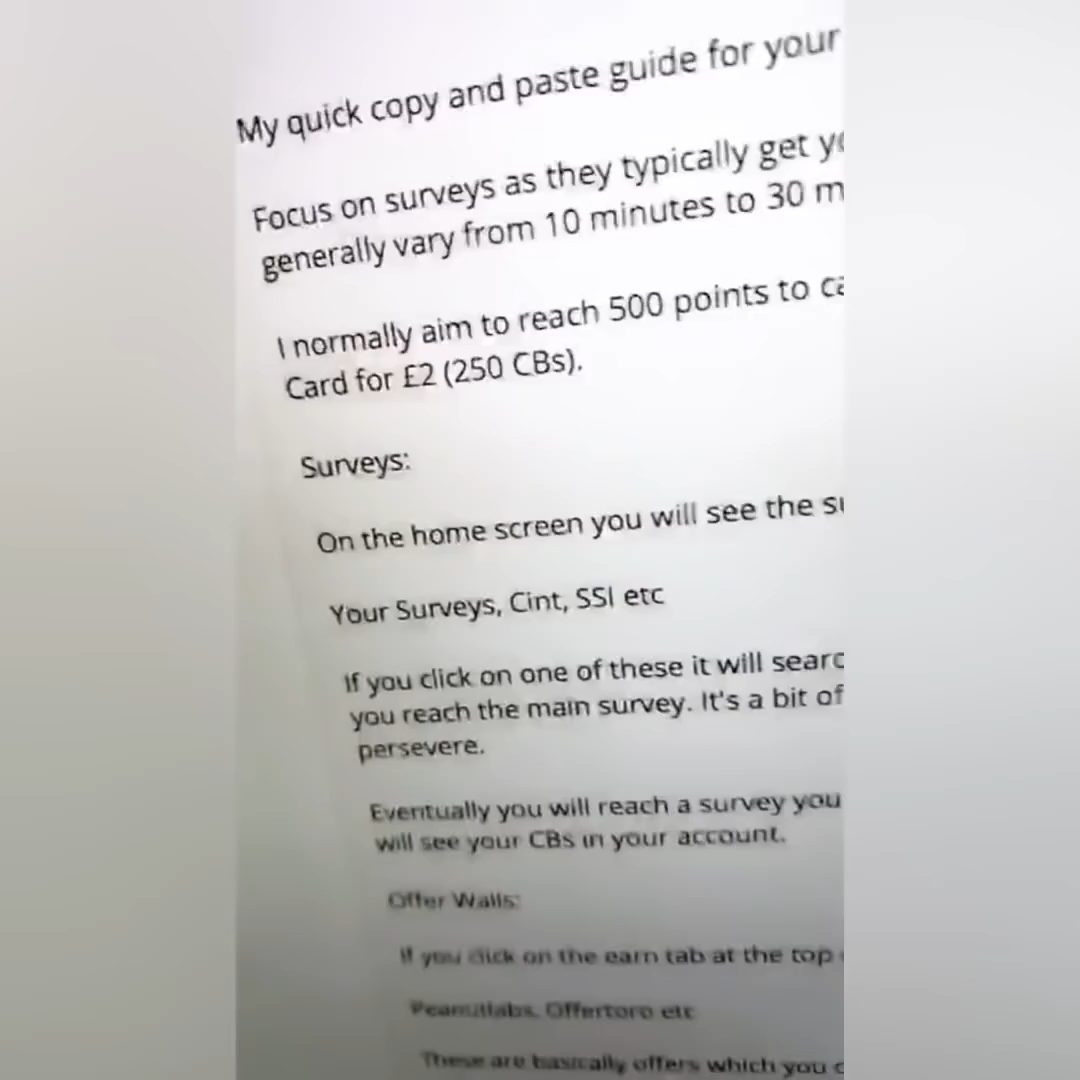 My quick copy and paste guide for your
Focus on surveys as they typically get
generally vary from 10 minutes to 30
I normally aim to reach 500 points to
Card for £2 (250 CBs).
Surveys:
On the home screen you will see the
Your Surveys, Cint, SSI etc
If you click on one of these it will
you reach the main survey. It's a bit of
persevere.
Eventually you will reach a survey you
will see your CBs in your account.
Offer Walls:
If you click on the earn tab at the top
Peanutlabs, Offertoro etc
These are basically offers which you